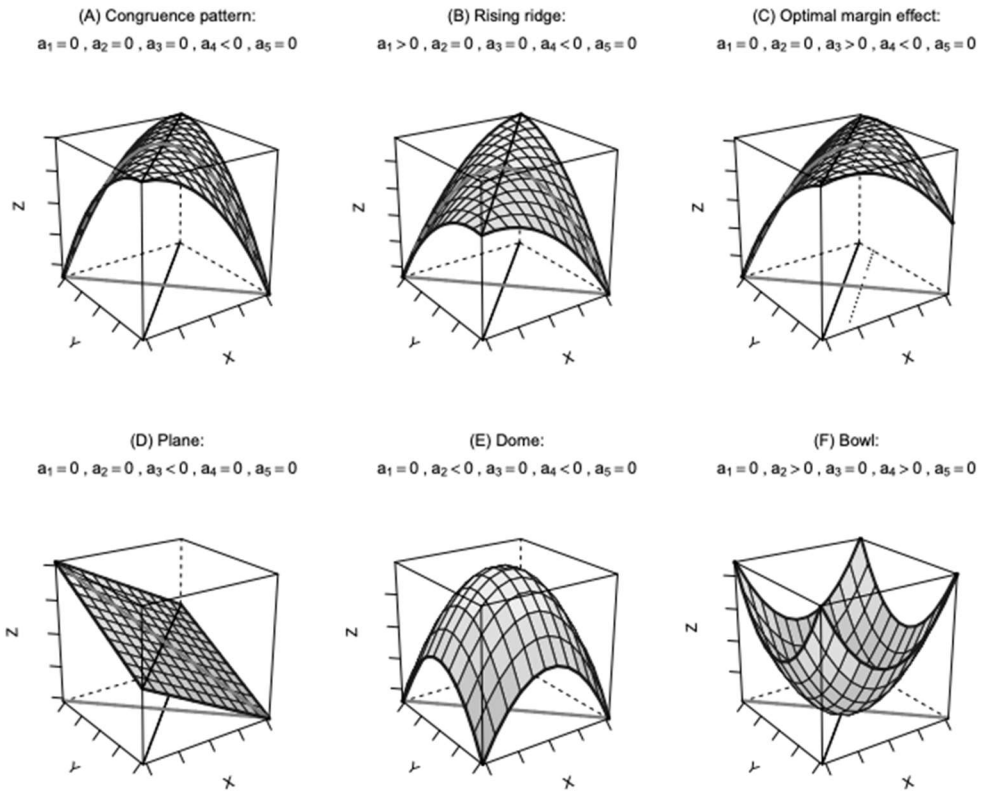 (A) Congruence pattern:
a₁ = 0 , a₂ = 0 , a₃ = 0 , a₄ < 0 , a₅ = 0
Z
Y
X
(B) Rising ridge:
a₁ > 0 , a₂ = 0 , a₃ = 0 , a₄ < 0 , a₅ = 0
Z
Y
X
(C) Optimal margin effect:
a₁ = 0 , a₂ = 0 , a₃ > 0 , a₄ < 0 , a₅ = 0
Z
Y
X
(D) Plane:
a₁ = 0 , a₂ = 0 , a₃ < 0 , a₄ = 0 , a₅ = 0
Z
Y
X
(E) Dome:
a₁ = 0 , a₂ < 0 , a₃ = 0 , a₄ < 0 , a₅ = 0
Z
Y
X
(F) Bowl:
a₁ = 0 , a₂ > 0 , a₃ = 0 , a₄ > 0 , a₅ = 0
Z
Y
X